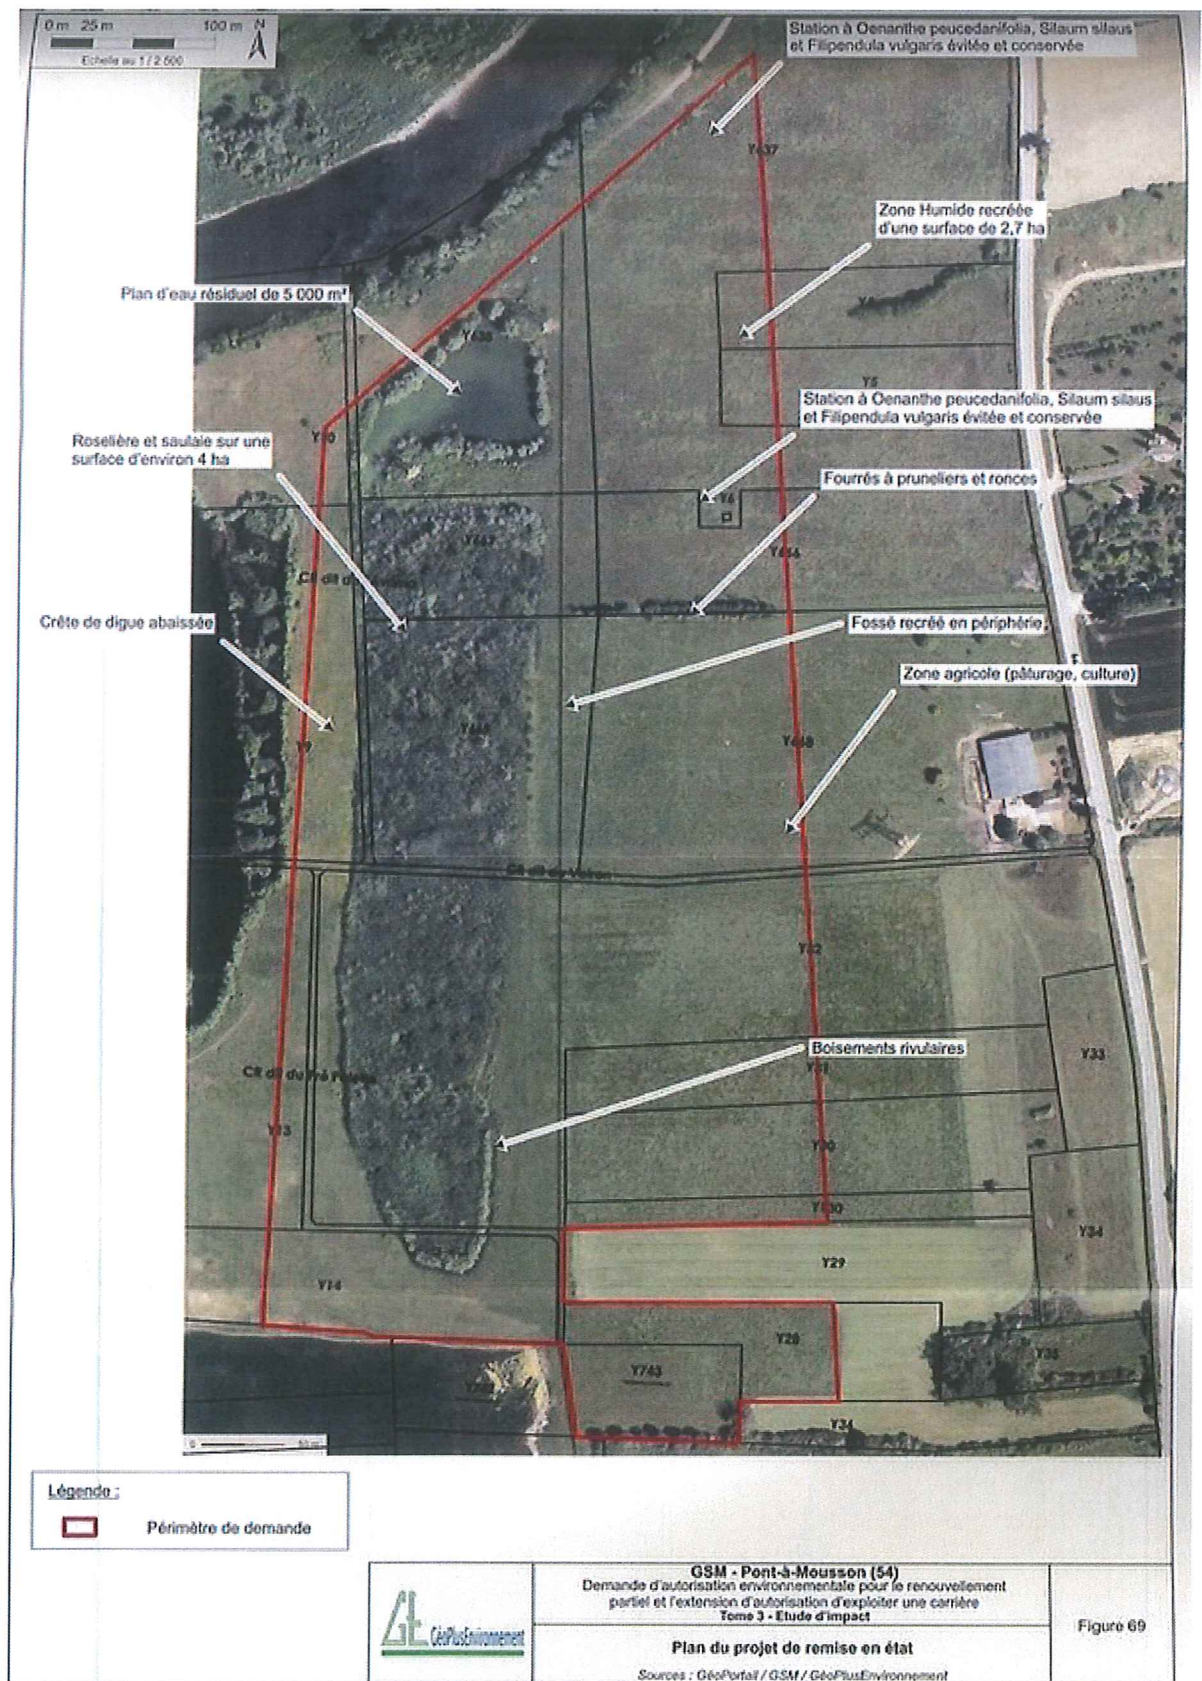 0 m 25 m 100 m N
Echelle au 1 / 2 500
Station à Oenanthe peucedanifolia, Silaum silaus
et Filipendula vulgaris évitée et conservée
Y637
Zone Humide recréée
d'une surface de 2,7 ha
Plan d'eau résiduel de 5 000 m²
Y5
Station à Oenanthe peucedanifolia, Silaum silaus
et Filipendula vulgaris évitée et conservée
Roselière et saulaie sur une
surface d'environ 4 ha
Fourrés à pruneliers et ronces
Y6
CR dit du
Crête de digue abaissée
Fossé recréé en périphérie
Zone agricole (pâturage, culture)
Y9
CR dit du Voiron
Boisements rivulaires
Y33
CR dit du Pré
Y13
Y34
Y29
Y14
Y28
Y35
Y743
Y34
0 50 m
Légende :
Périmètre de demande
GéoPlusEnvironnement
GSM - Pont-à-Mousson (54)
Demande d'autorisation environnementale pour le renouvellement
partiel et l'extension d'autorisation d'exploiter une carrière
Tome 3 - Etude d'impact
Figure 69
Plan du projet de remise en état
Sources : GéoPortail / GSM / GéoPlusEnvironnement